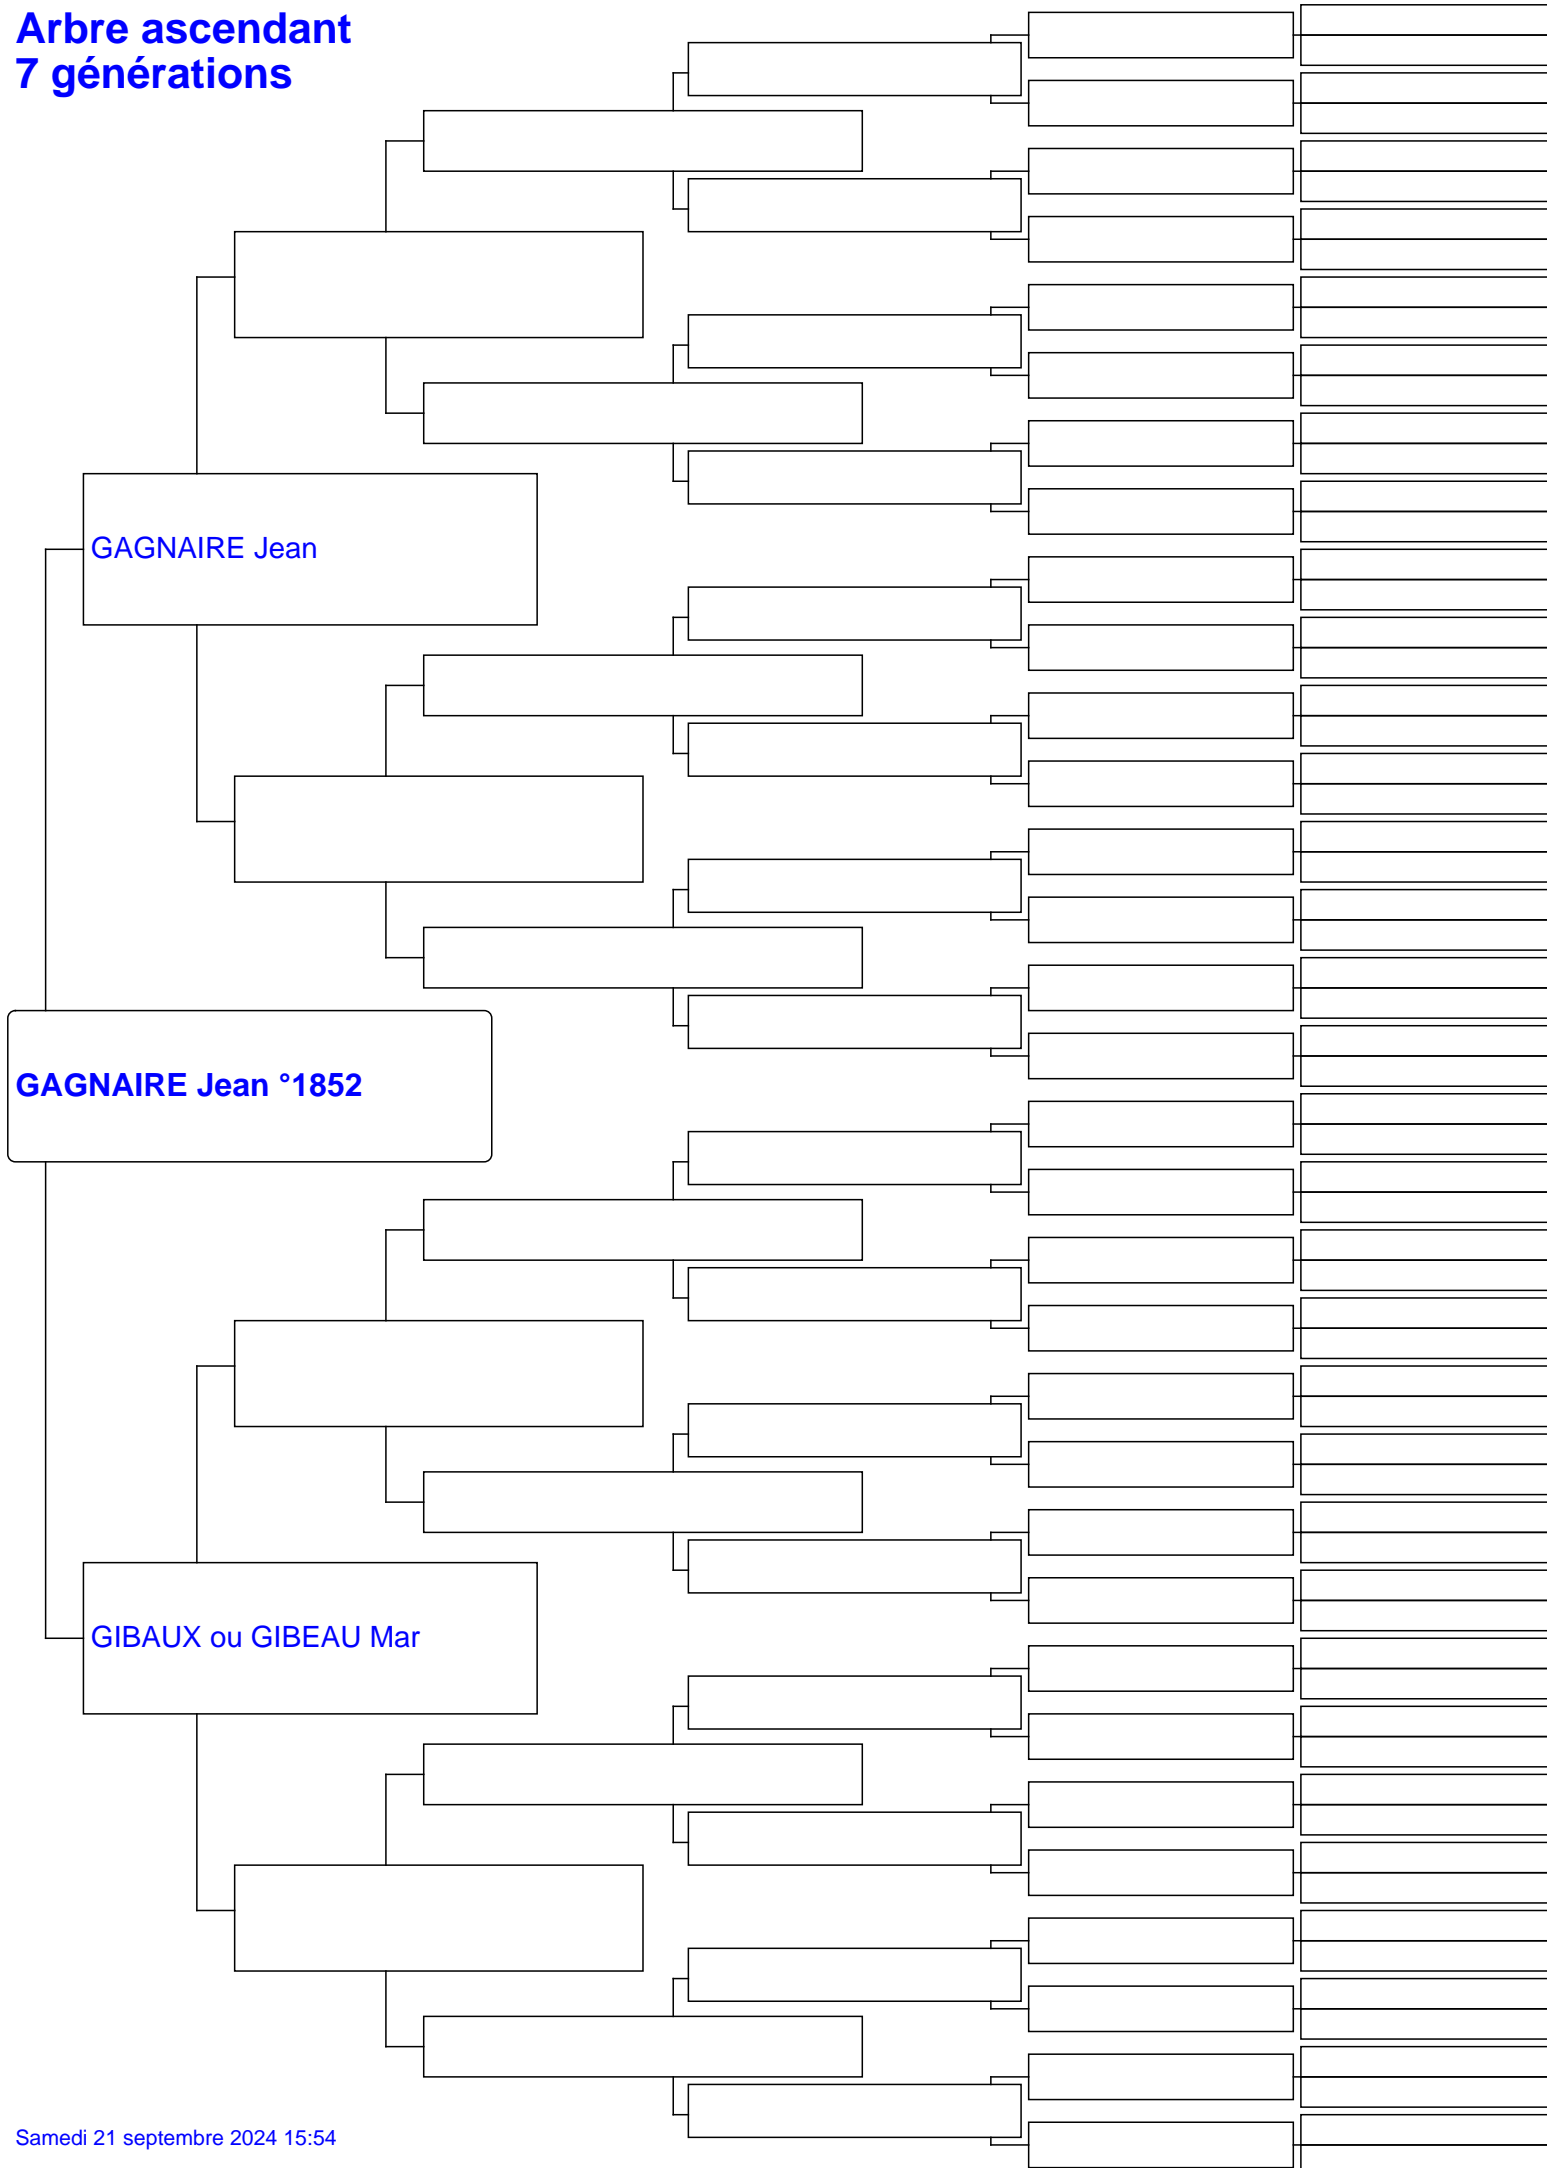 Arbre ascendant
7 générations
GAGNAIRE Jean
GAGNAIRE Jean °1852
GIBAUX ou GIBEAU Mar
Samedi 21 septembre 2024 15:54